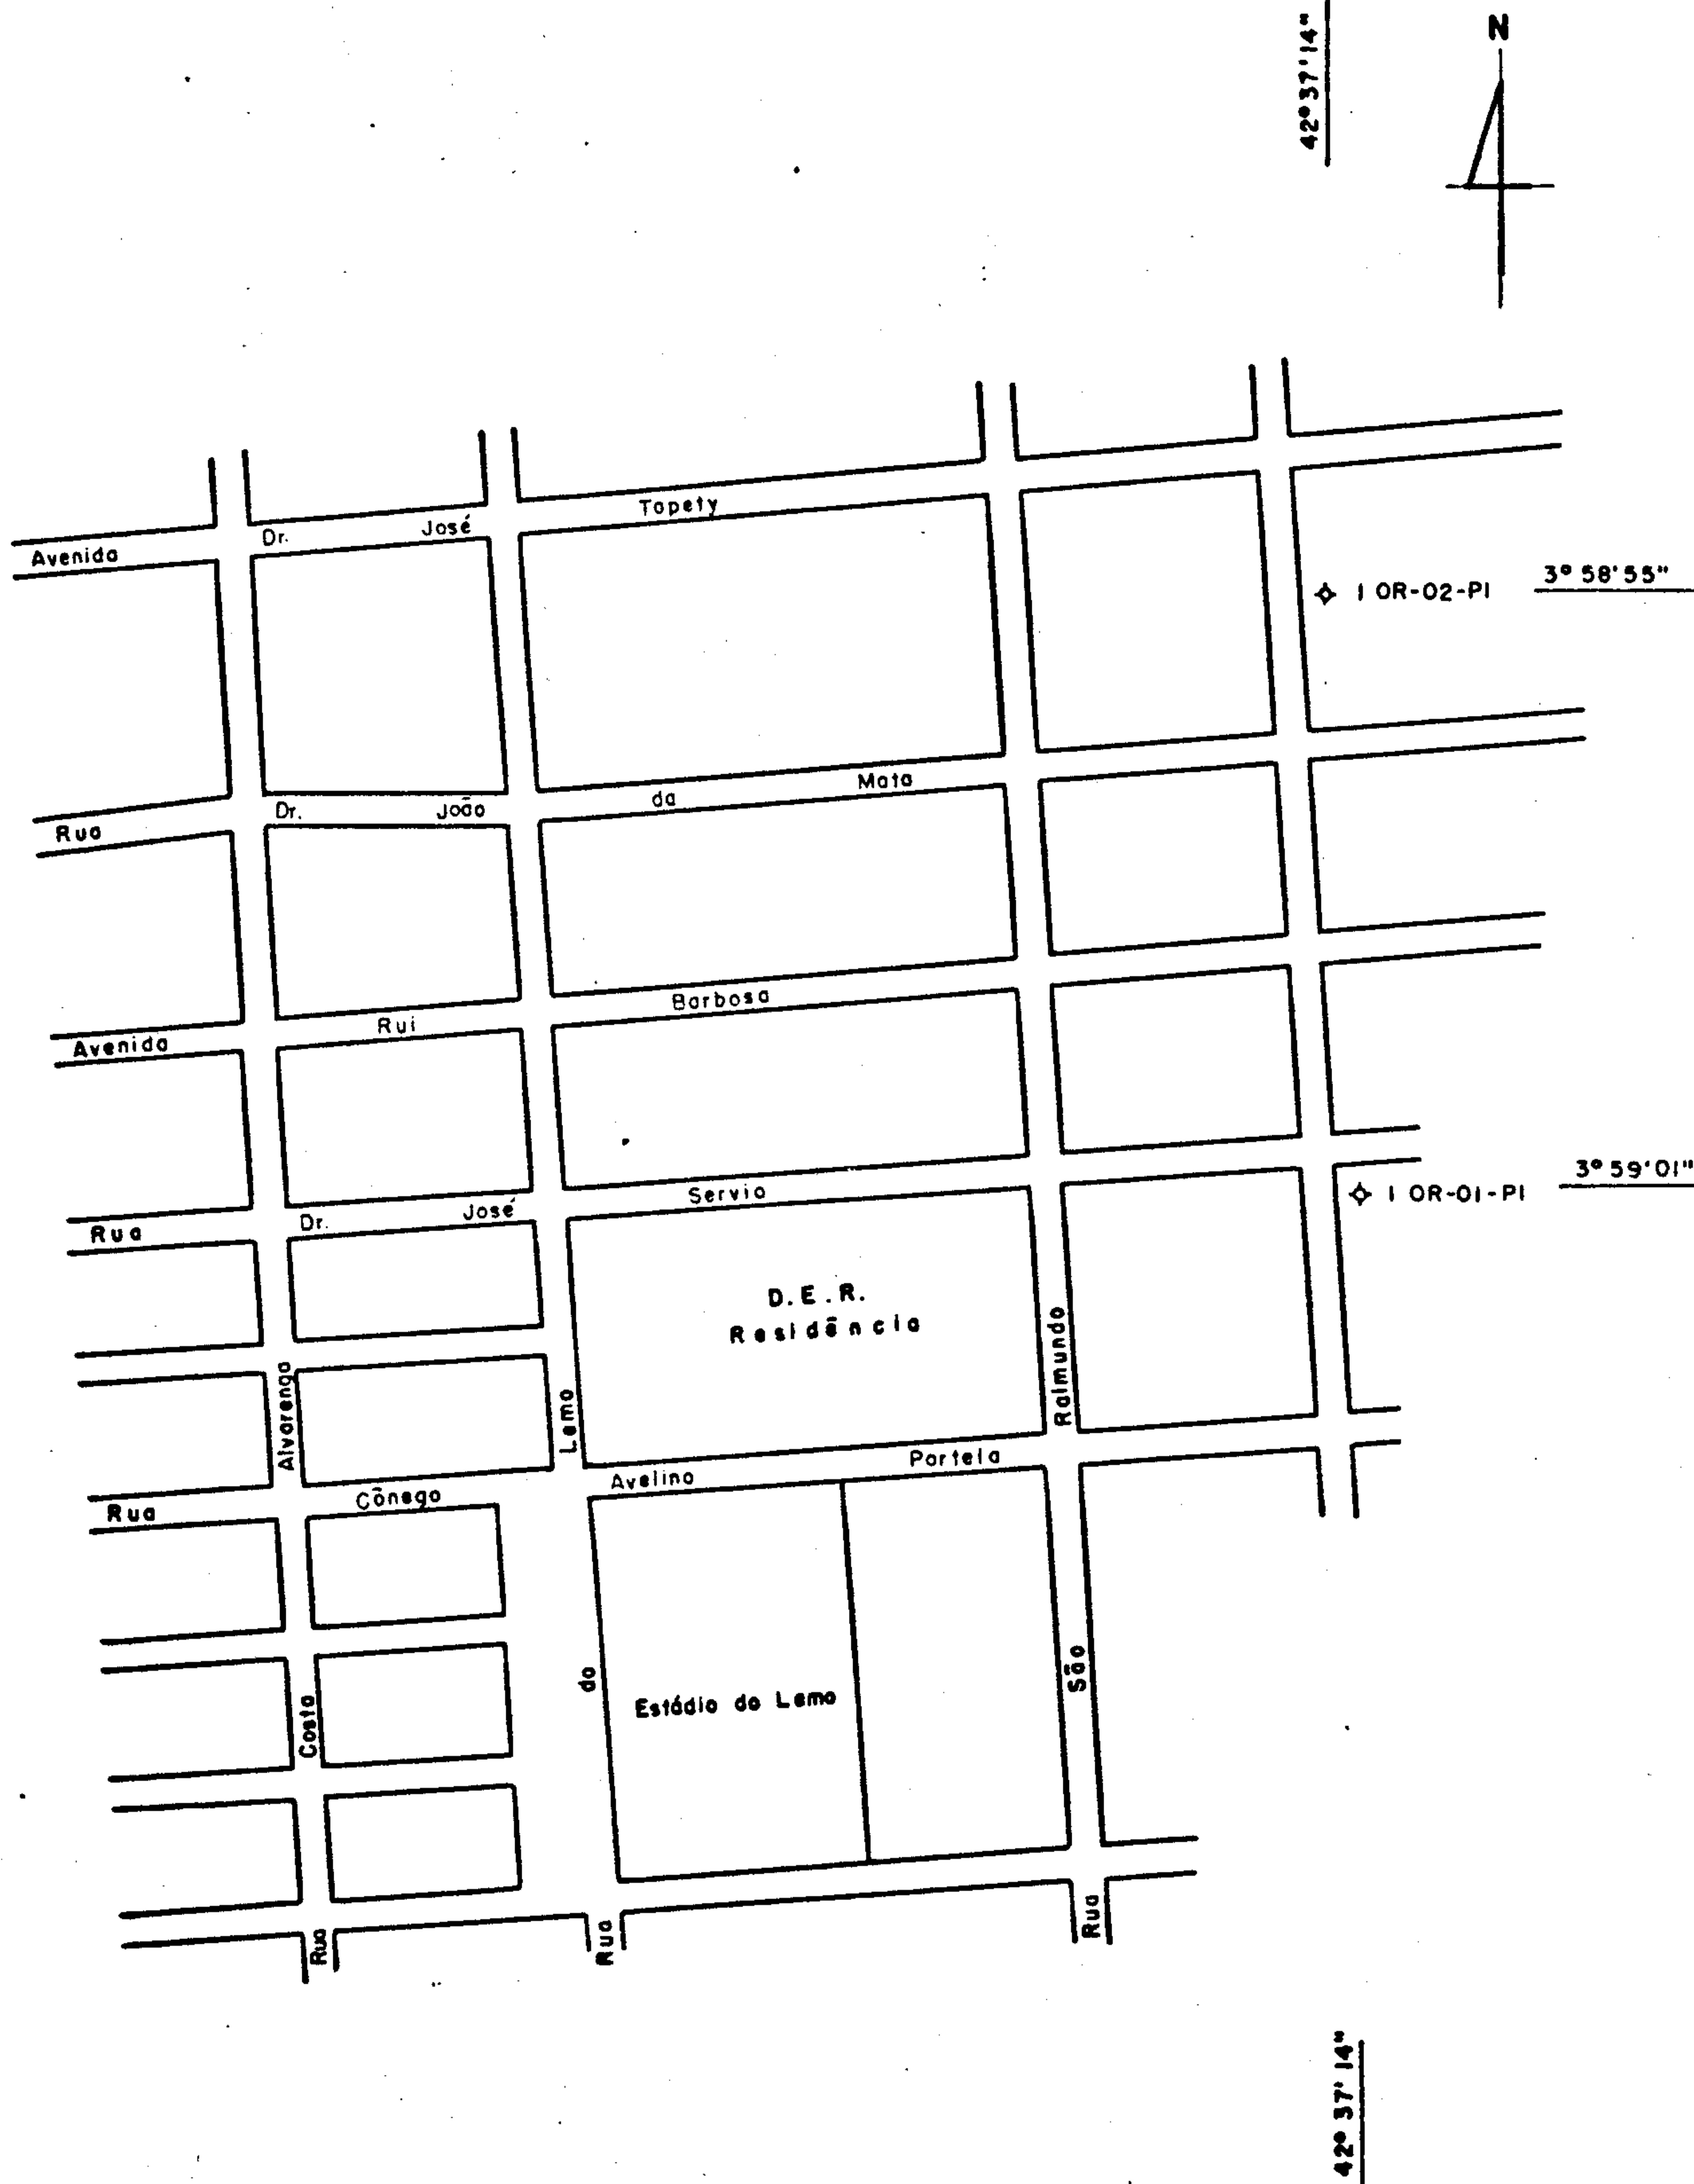 42° 37' 14"
N
Avenida Dr. José Tapety
1 OR-02-PI
3° 58' 55"
Rua Dr. João da Mata
Avenida Rui Barbosa
Rua Dr. José Servio
1 OR-01-PI
3° 59' 01"
D.E.R.
Residência
Rua Cônego Avelino Portela
Estádio do Lemo
Rua Costa Alvarenga
Rua do Lemo
Rua São Raimundo
42° 37' 14"